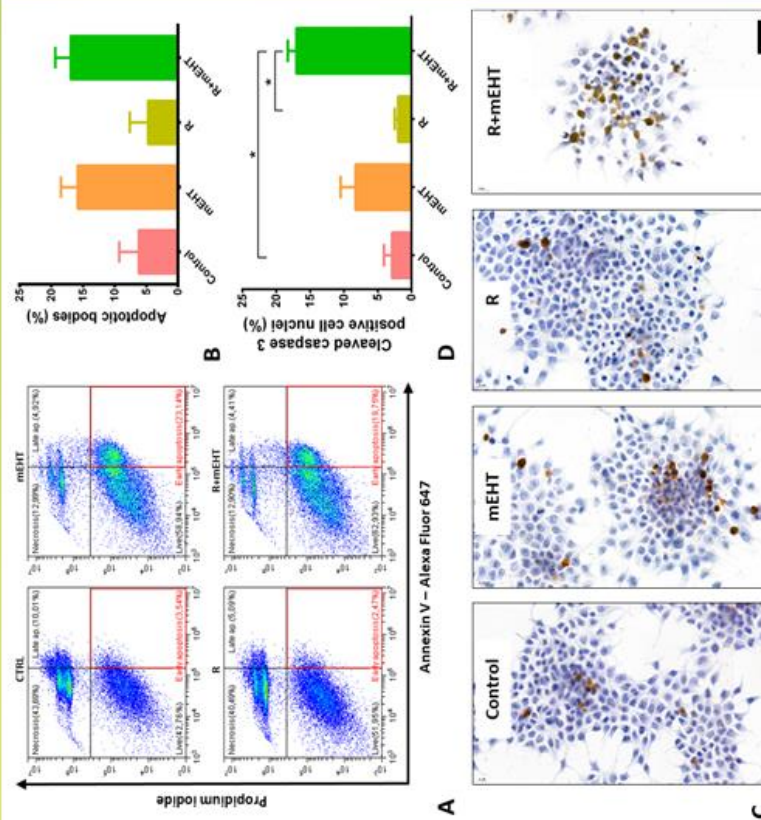 Propidium iodide
CTRL
Necrosis(43,69%)
Late ap.(10,01%)
Live(42,76%)
Early apoptosis(3,54%)
mEHT
Necrosis(12,99%)
Late ap.(4,92%)
Live(58,94%)
Early apoptosis(23,14%)
R
Necrosis(40,49%)
Late ap.(5,09%)
Live(51,95%)
Early apoptosis(2,47%)
R+mEHT
Necrosis(12,90%)
Late ap.(4,41%)
Live(62,93%)
Early apoptosis(19,76%)
Annexin V – Alexa Fluor 647
A
Apoptotic bodies (%)
25
20
15
10
5
0
Control
mEHT
R
R+mEHT
B
Cleaved caspase 3
positive cell nuclei (%)
25
20
15
10
5
0
*
*
Control
mEHT
R
R+mEHT
D
Control
mEHT
R
R+mEHT
C